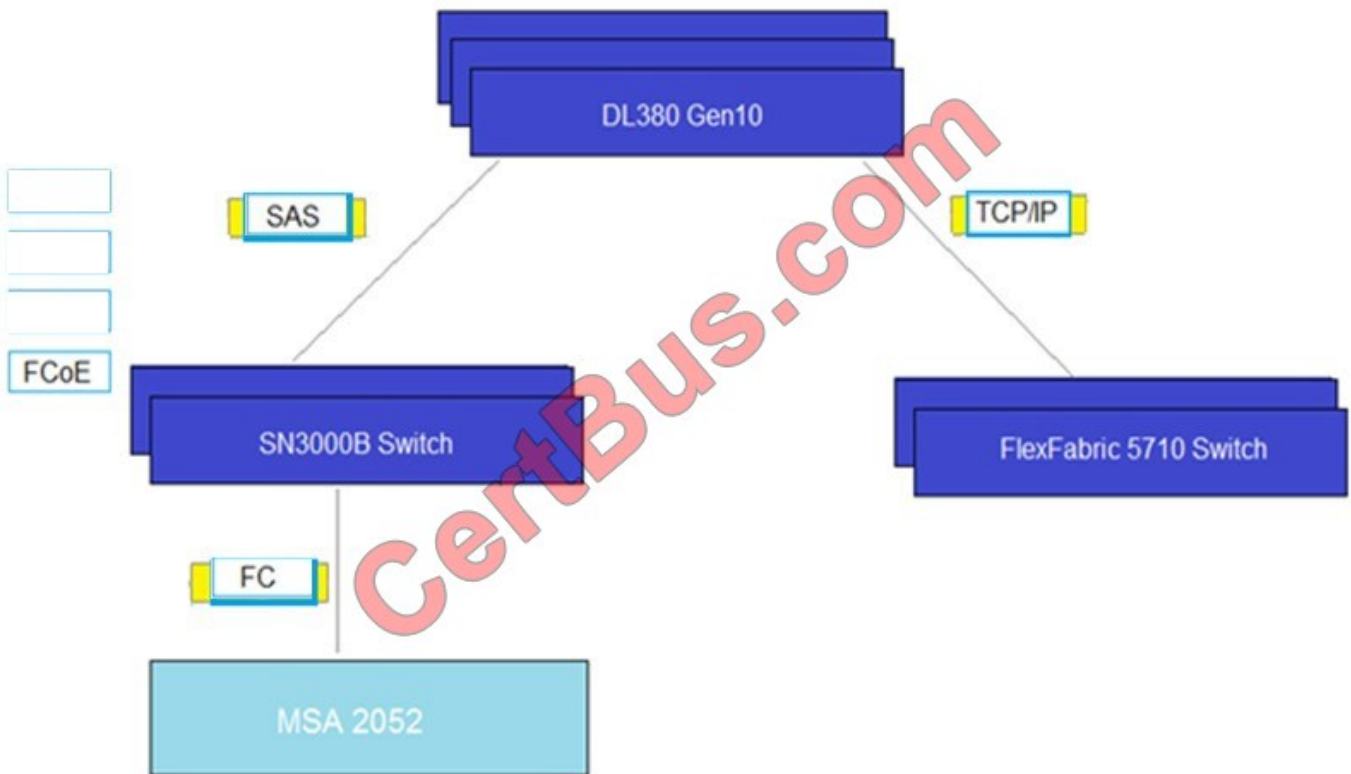 DL380 Gen10
SAS
TCP/IP
FCoE
SN3000B Switch
FlexFabric 5710 Switch
FC
MSA 2052
CertBus.com